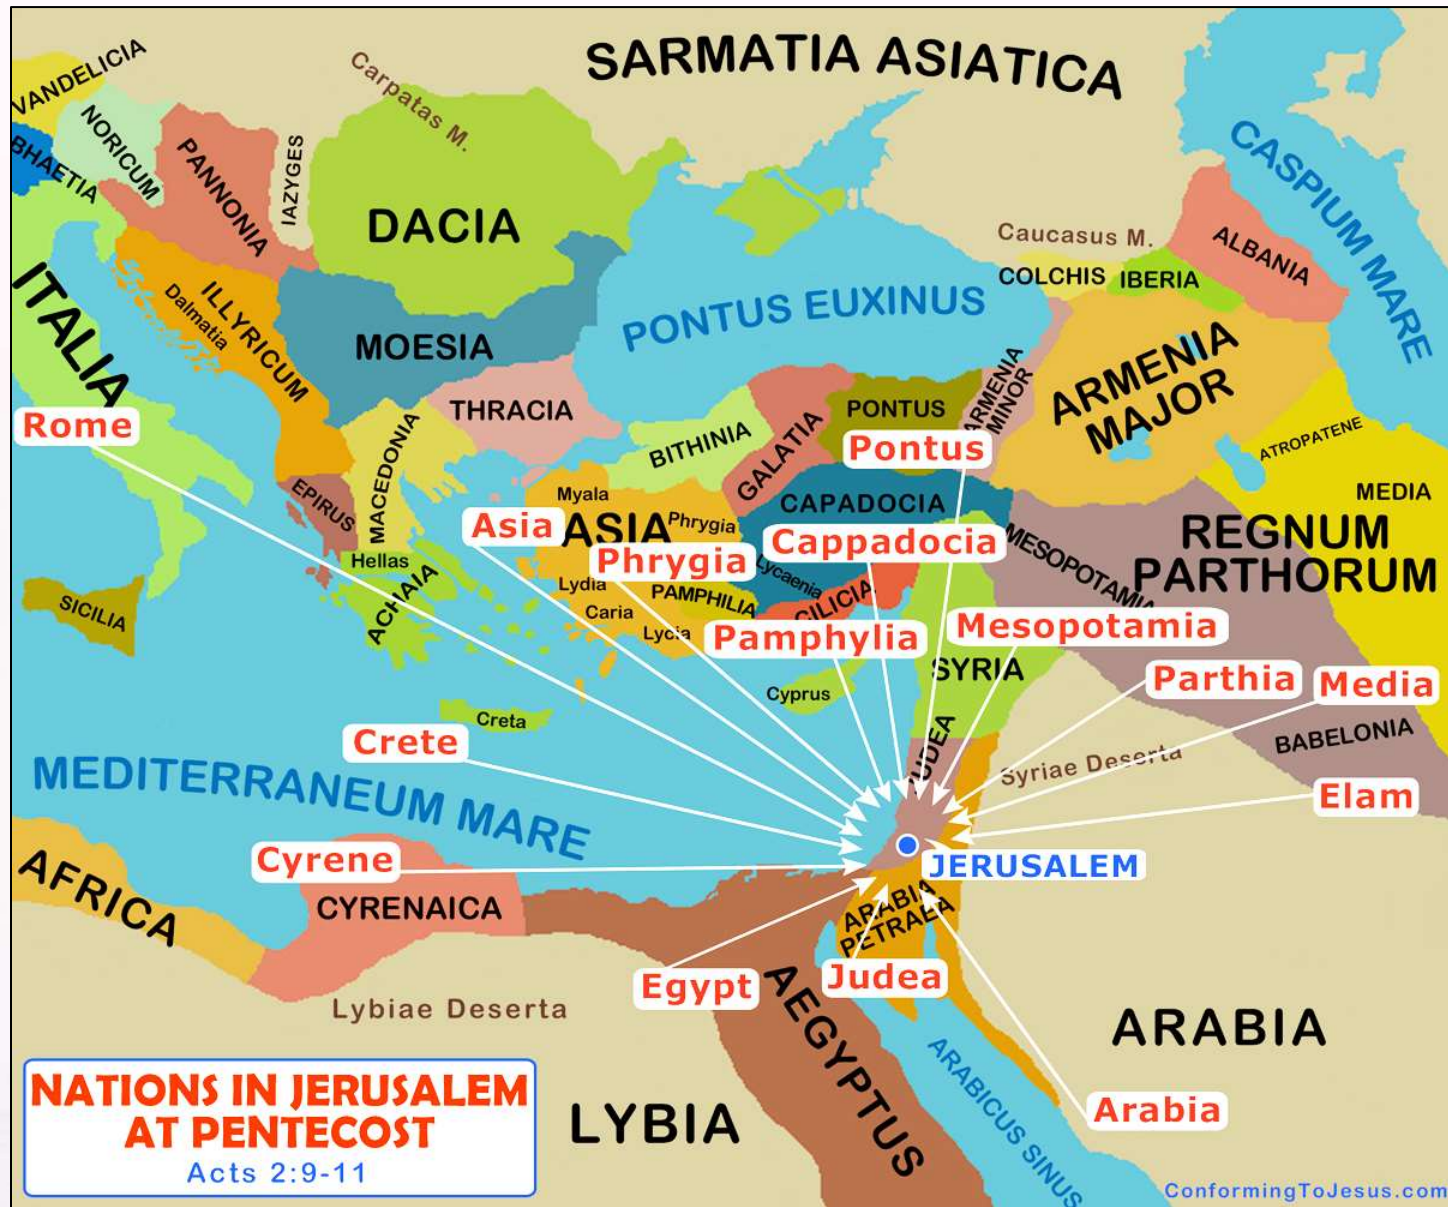 SARMATIA ASIATICA
VANDELICIA
NORICUM
BHAETIA
PANNONIA
IAZYGES
Carpatas M.
DACIA
CASPIUM MARE
Caucasus M.
COLCHIS
IBERIA
ALBANIA
ITALIA
ILLYRICUM
Dalmatia
MOESIA
PONTUS EUXINUS
ARMENIA
MINOR
ARMENIA
MAJOR
THRACIA
MACEDONIA
BITHINIA
GALATIA
PONTUS
Rome
Pontus
ATROPATENE
MEDIA
EPIRUS
Myala
ASIA
Phrygia
CAPADOCIA
Asia
Phrygia
Cappadocia
MESOPOTAMIA
REGNUM
PARTHORUM
Hellas
ACHAIA
Lydia
Caria
Lycia
PAMPHILIA
Lycaenia
CILICIA
SICILIA
Pamphylia
Mesopotamia
SYRIA
Parthia
Media
Cyprus
Creta
Crete
JUDEA
Syriae Deserta
BABELONIA
MEDITERRANEUM MARE
Elam
Cyrene
JERUSALEM
AFRICA
CYRENAICA
ARABIA
PETRAEA
Egypt
Judea
Lybiae Deserta
AEGYPTUS
ARABIA
ARABICUS SINUS
Arabia
LYBIA
NATIONS IN JERUSALEM
AT PENTECOST
Acts 2:9-11
ConformingToJesus.com